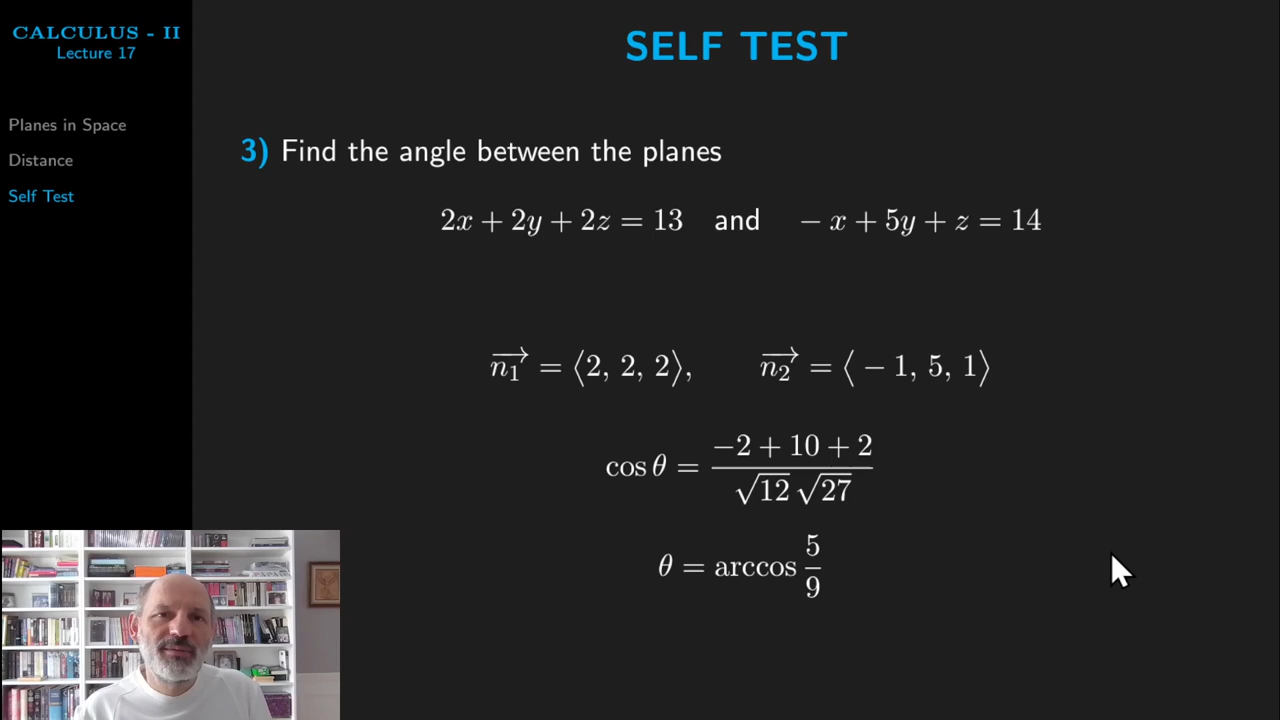 CALCULUS - II
Lecture 17
Planes in Space
Distance
Self Test
SELF TEST
3) Find the angle between the planes
2x + 2y + 2z = 13 and − x + 5y + z = 14
n₁⃗ = ⟨2, 2, 2⟩, n₂⃗ = ⟨ − 1, 5, 1⟩
cos θ = (−2 + 10 + 2)/(√12 √27)
θ = arccos 5/9